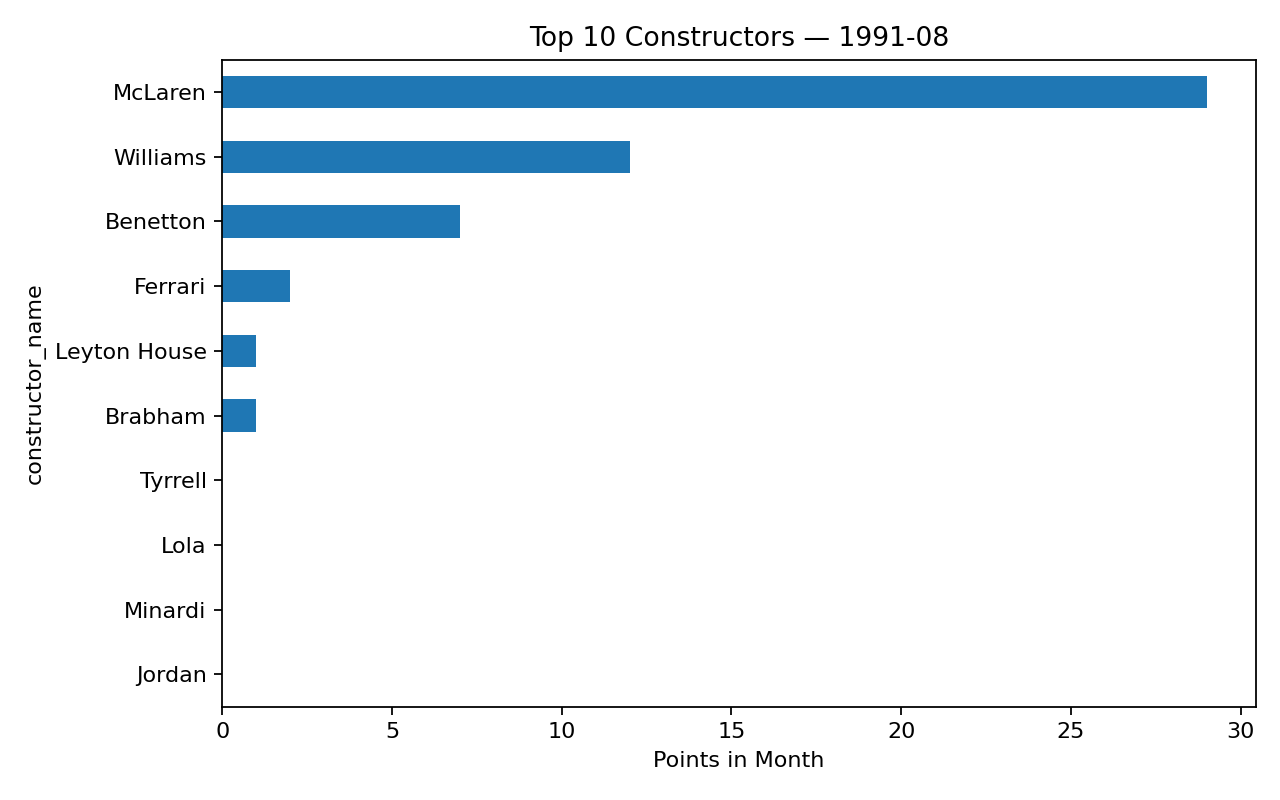 Top 10 Constructors — 1991-08
McLaren
Williams
Benetton
Ferrari
Leyton House
Brabham
Tyrrell
Lola
Minardi
Jordan
constructor_name
0 5 10 15 20 25 30
Points in Month